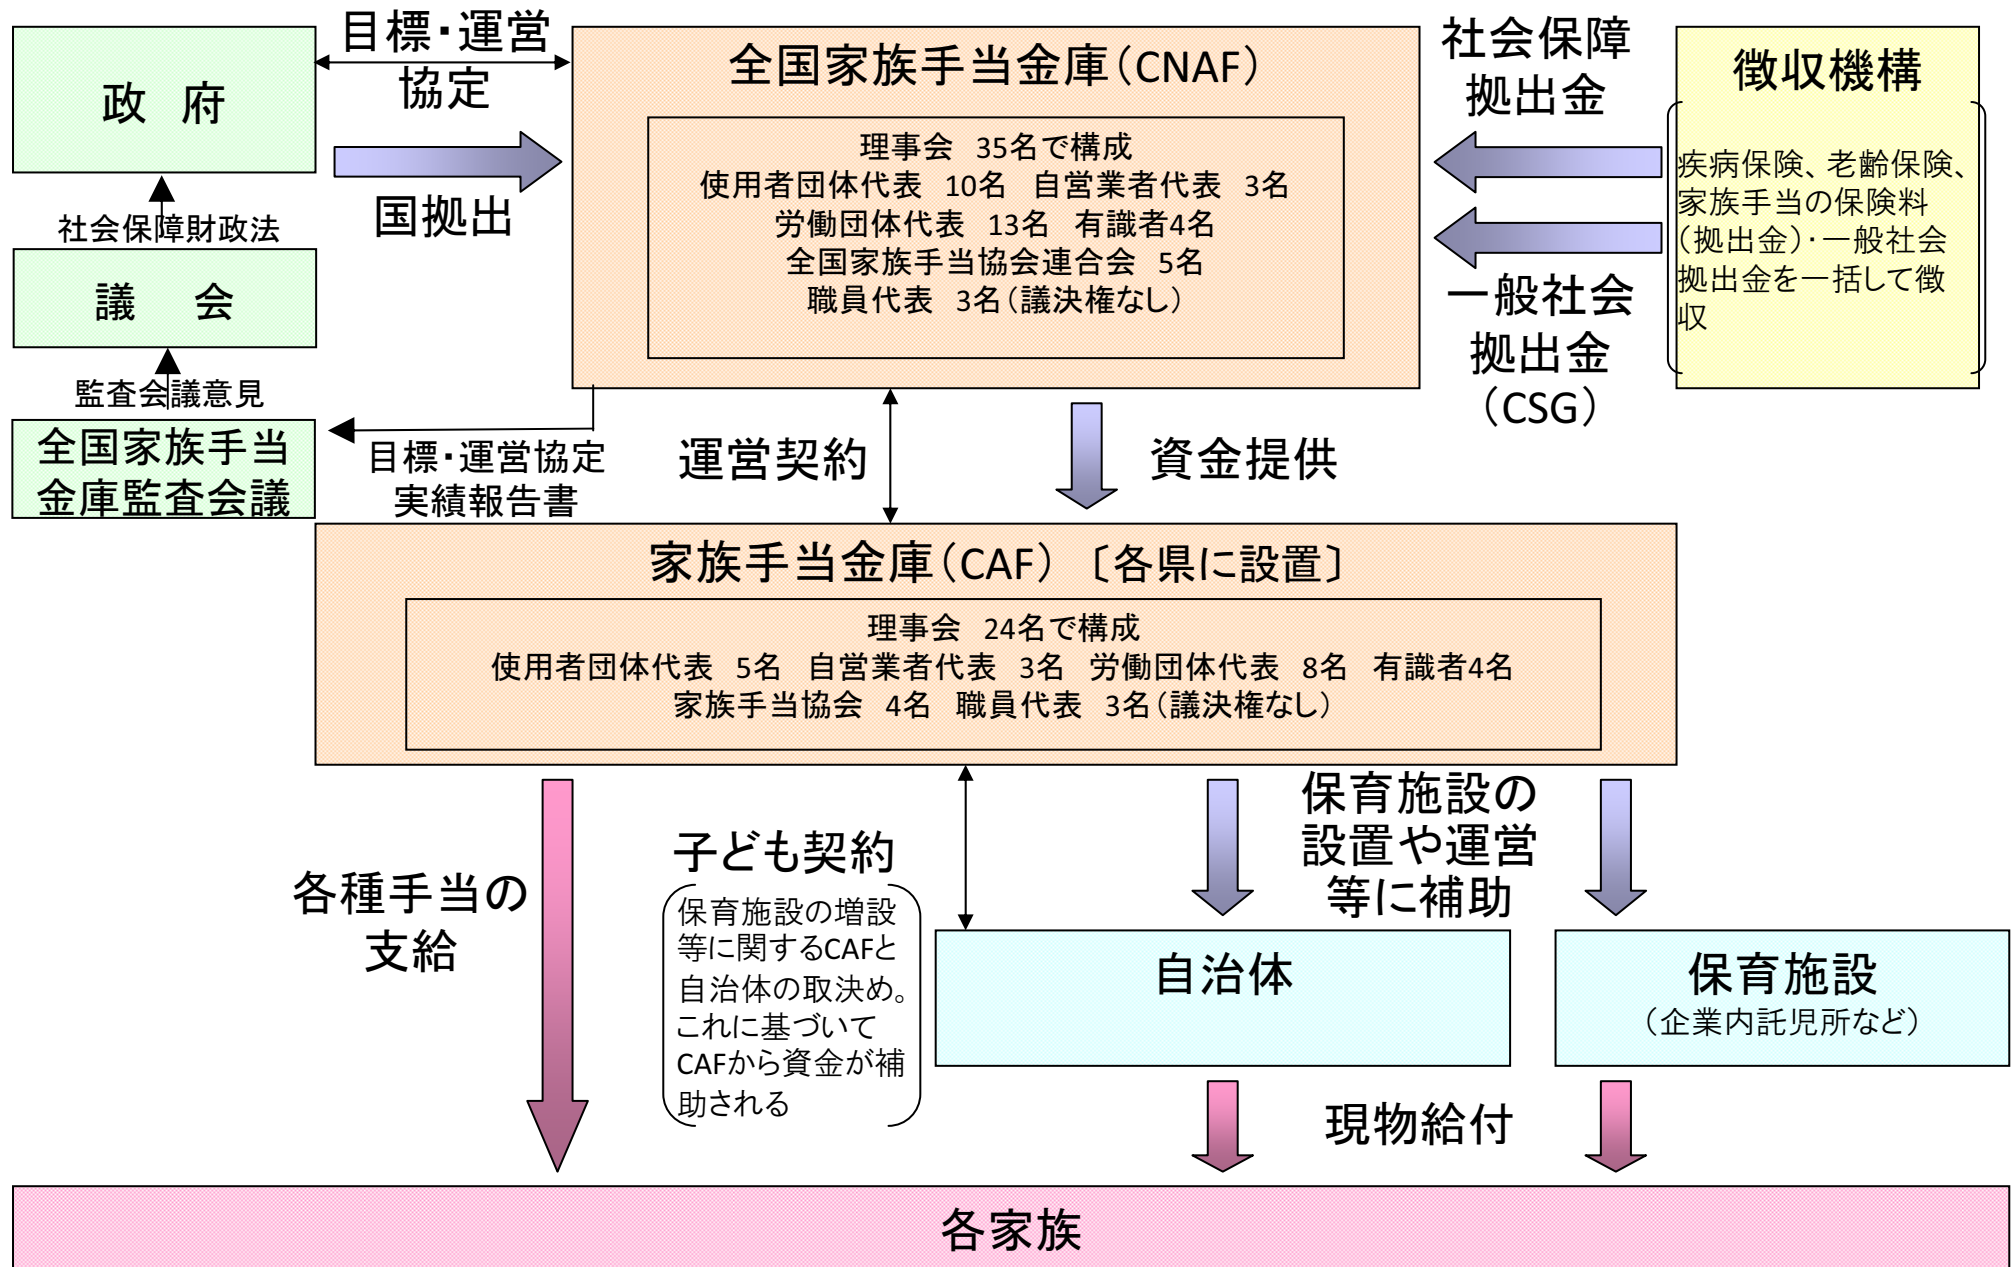 目標・運営
協定
政　府
国拠出
社会保障財政法
議　会
監査会議意見
全国家族手当
金庫監査会議
目標・運営協定
実績報告書
全国家族手当金庫（CNAF）
理事会　35名で構成
使用者団体代表　10名　自営業者代表　3名
労働団体代表　13名　有識者4名
全国家族手当協会連合会　5名
職員代表　3名（議決権なし）
社会保障
拠出金
一般社会
拠出金
（CSG）
徴収機構
疾病保険、老齢保険、
家族手当の保険料
（拠出金）・一般社会
拠出金を一括して徴
収
運営契約
資金提供
家族手当金庫（CAF）〔各県に設置〕
理事会　24名で構成
使用者団体代表　5名　自営業者代表　3名　労働団体代表　8名　有識者4名
家族手当協会　4名　職員代表　3名（議決権なし）
各種手当の
支給
子ども契約
保育施設の増設
等に関するCAFと
自治体の取決め。
これに基づいて
CAFから資金が補
助される
保育施設の
設置や運営
等に補助
自治体
保育施設
（企業内託児所など）
現物給付
各家族